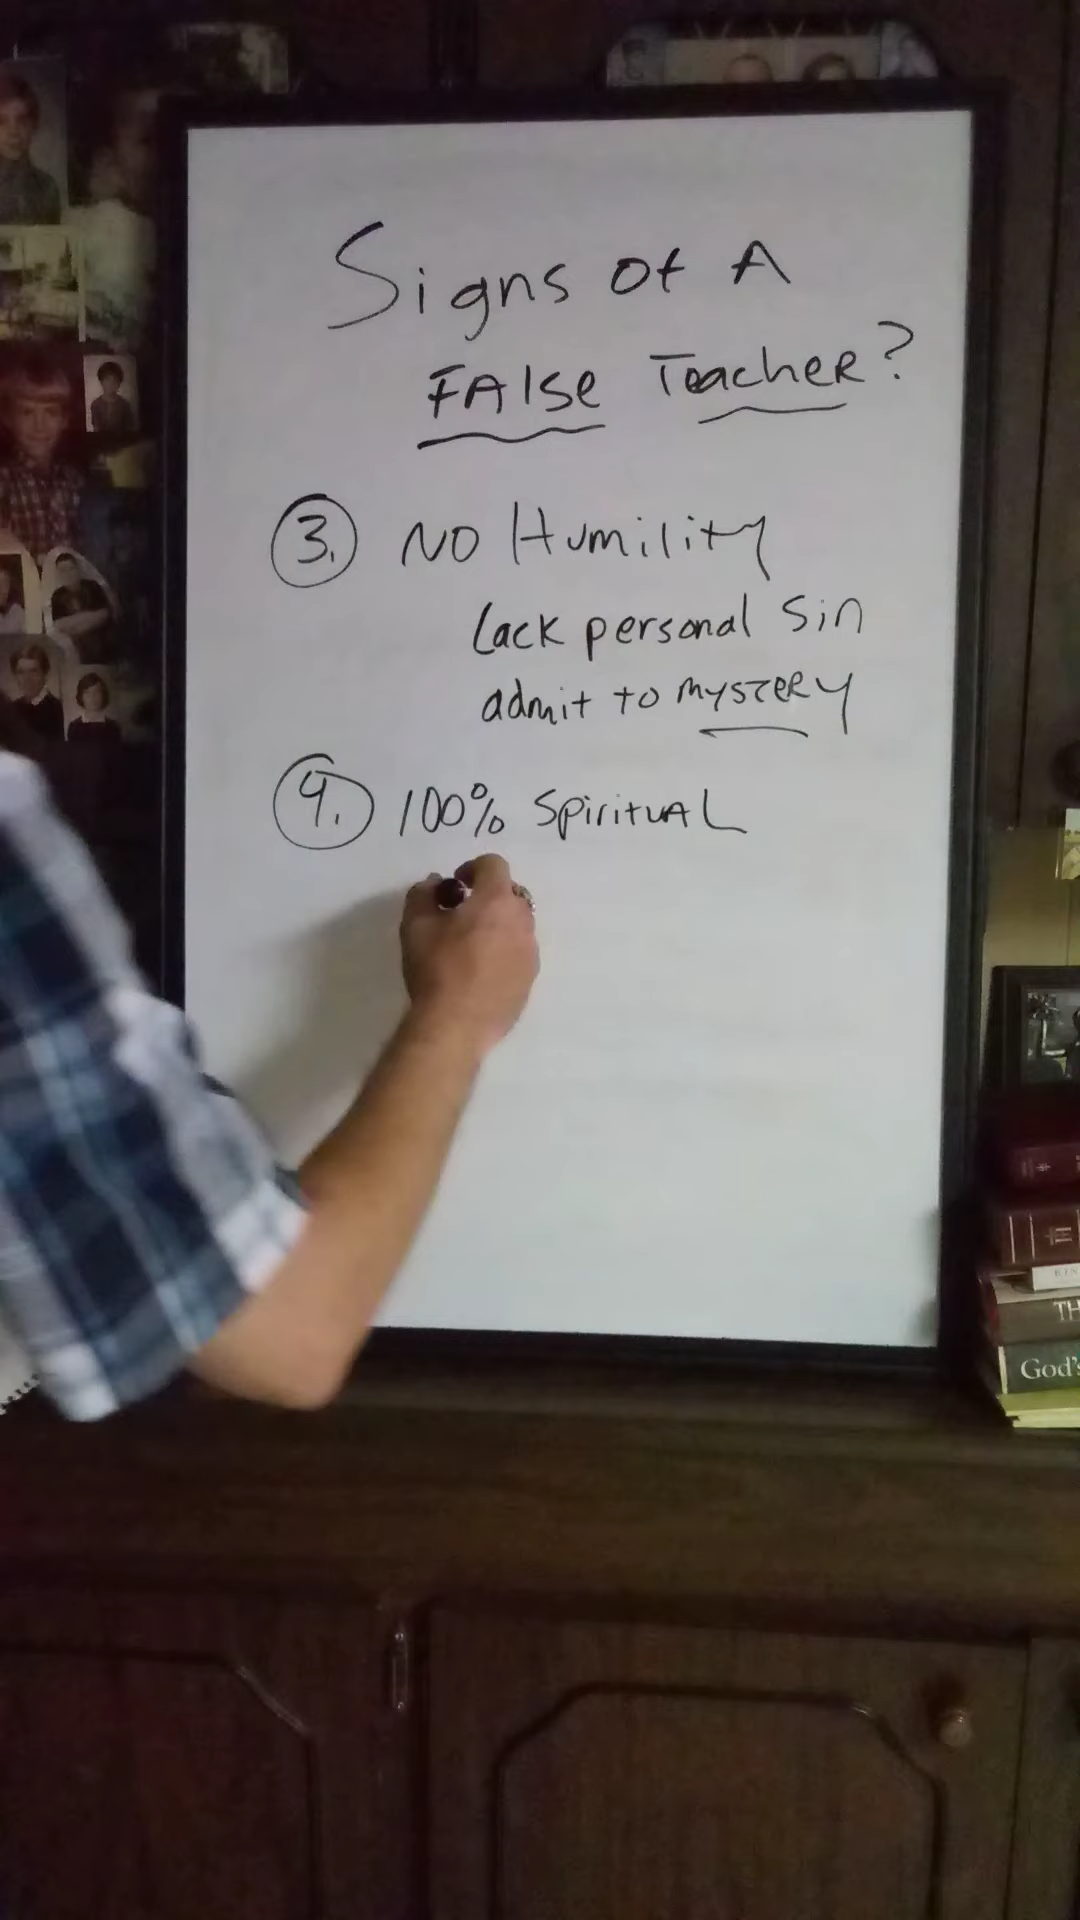 Signs of A
FAlse Teacher?
3. NO Humility
Lack personal Sin
admit to mystery
4. 100% SpirituAL
TH
God's